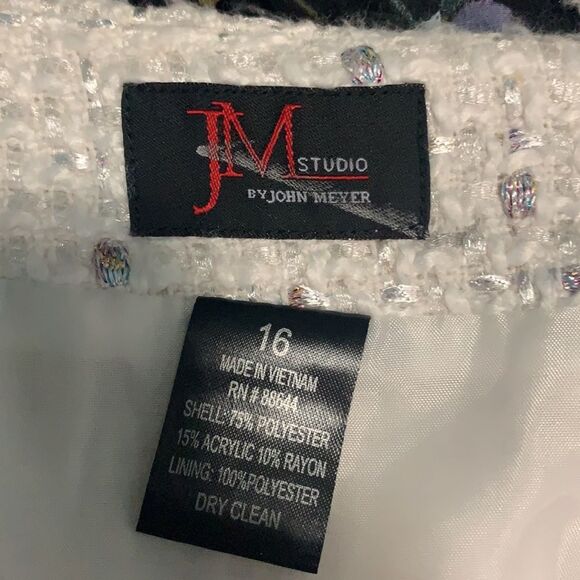 JM STUDIO
BY JOHN MEYER
16
MADE IN VIETNAM
RN # 88644
SHELL: 75% POLYESTER
15% ACRYLIC 10% RAYON
LINING: 100%POLYESTER
DRY CLEAN